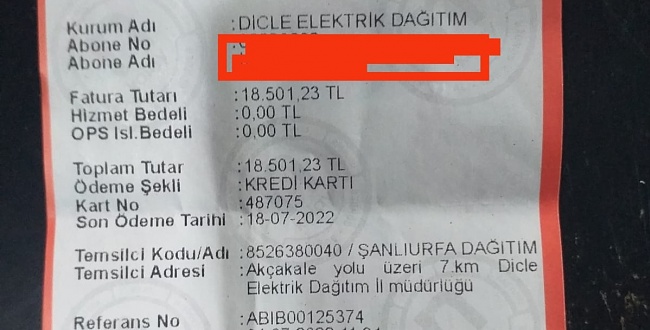 Kurum Adı :DİCLE ELEKTRİK DAĞITIM
Abone No :
Abone Adı
Fatura Tutarı :18.501,23 TL
Hizmet Bedeli :0,00 TL
OPS Isl.Bedeli :0,00 TL
Toplam Tutar :18.501,23 TL
Ödeme Şekli :KREDİ KARTI
Kart No :487075
Son Ödeme Tarihi :18-07-2022
Temsilci Kodu/Adı :8526380040 / ŞANLIURFA DAĞITIM
Temsilci Adresi :Akçakale yolu üzeri 7.km Dicle
Elektrik Dağıtım İl müdürlüğü
Referans No :ABIB00125374